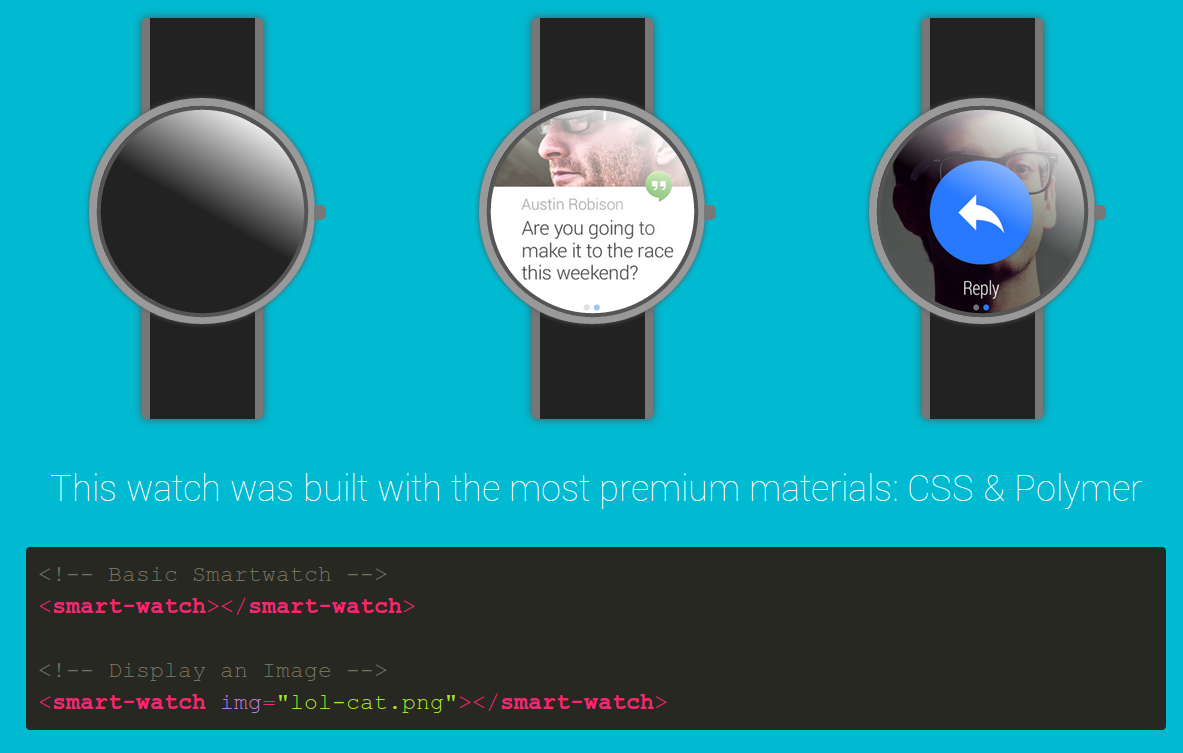 Austin Robison
Are you going to
make it to the race
this weekend?
Reply
This watch was built with the most premium materials: CSS & Polymer
<!-- Basic Smartwatch -->
<smart-watch></smart-watch>
<!-- Display an Image -->
<smart-watch img="lol-cat.png"></smart-watch>